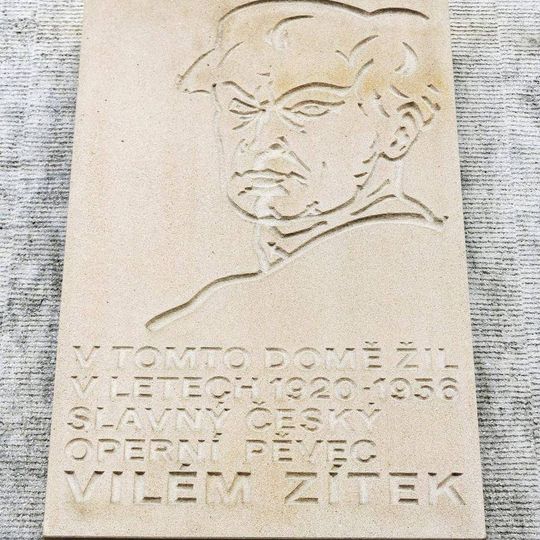 V TOMTO DOMĚ ŽIL
V LETECH 1920-1956
SLAVNÝ ČESKÝ
OPERNÍ PĚVEC
VILÉM ZÍTEK